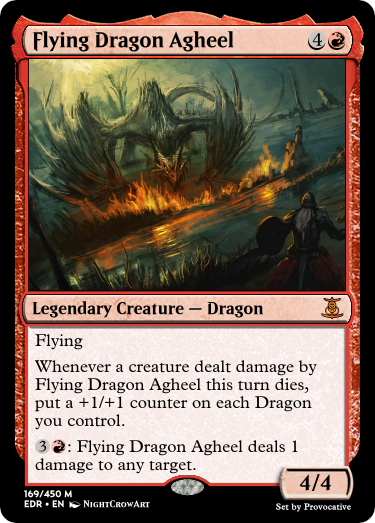 Flying Dragon Agheel 4
Legendary Creature — Dragon
Flying
Whenever a creature dealt damage by
Flying Dragon Agheel this turn dies,
put a +1/+1 counter on each Dragon
you control.
3 : Flying Dragon Agheel deals 1
damage to any target.
4/4
169/450 M
EDR • EN NightCrowArt
Set by Provocative